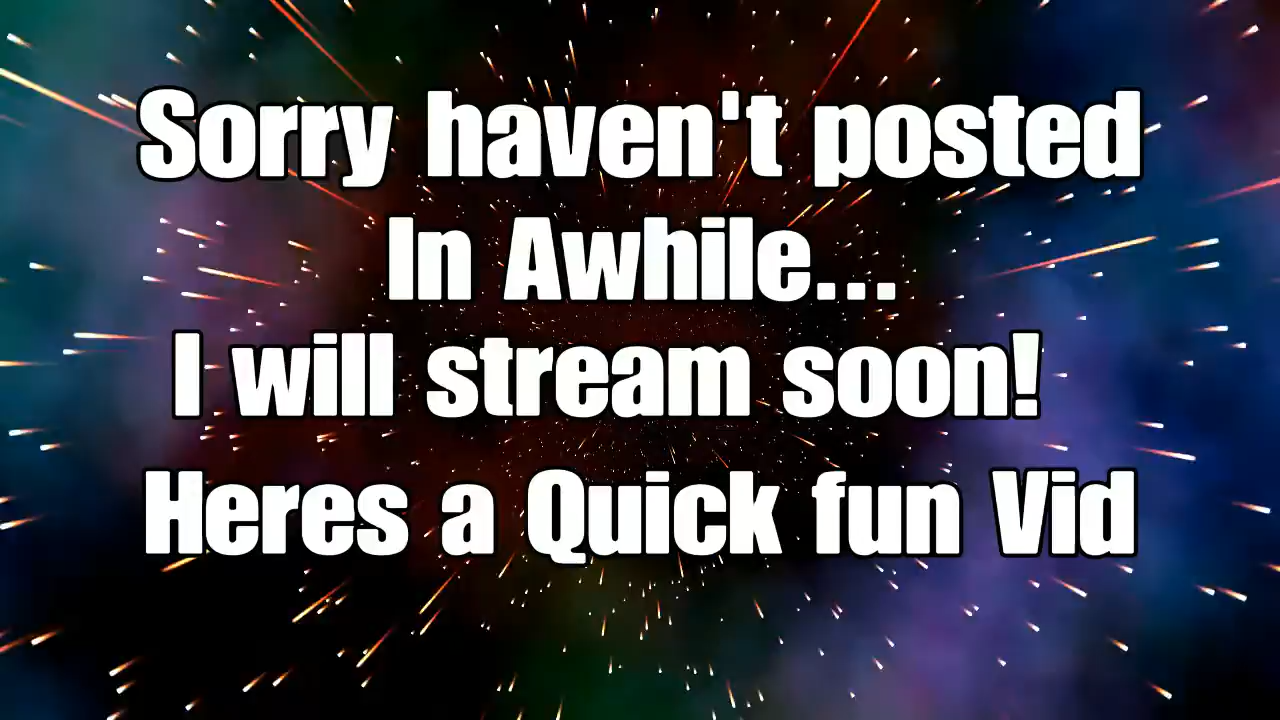 Sorry haven't posted
In Awhile...
I will stream soon!
Heres a Quick fun Vid